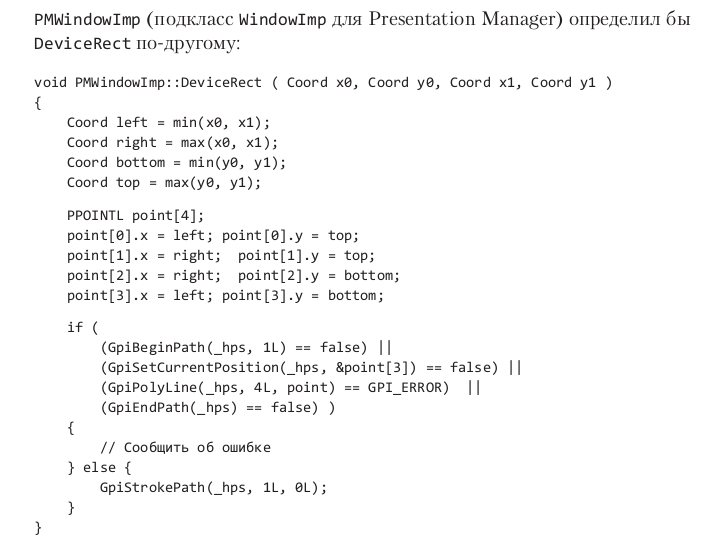 PMWindowImp (подкласс WindowImp для Presentation Manager) определил бы
DeviceRect по-другому:
void PMWindowImp::DeviceRect ( Coord x0, Coord y0, Coord x1, Coord y1 )
{
    Coord left = min(x0, x1);
    Coord right = max(x0, x1);
    Coord bottom = min(y0, y1);
    Coord top = max(y0, y1);
    PPOINTL point[4];
    point[0].x = left; point[0].y = top;
    point[1].x = right;  point[1].y = top;
    point[2].x = right;  point[2].y = bottom;
    point[3].x = left; point[3].y = bottom;
    if (
        (GpiBeginPath(_hps, 1L) == false) ||
        (GpiSetCurrentPosition(_hps, &point[3]) == false) ||
        (GpiPolyLine(_hps, 4L, point) == GPI_ERROR)  ||
        (GpiEndPath(_hps) == false) )
    {
        // Сообщить об ошибке
    } else {
        GpiStrokePath(_hps, 1L, 0L);
    }
}